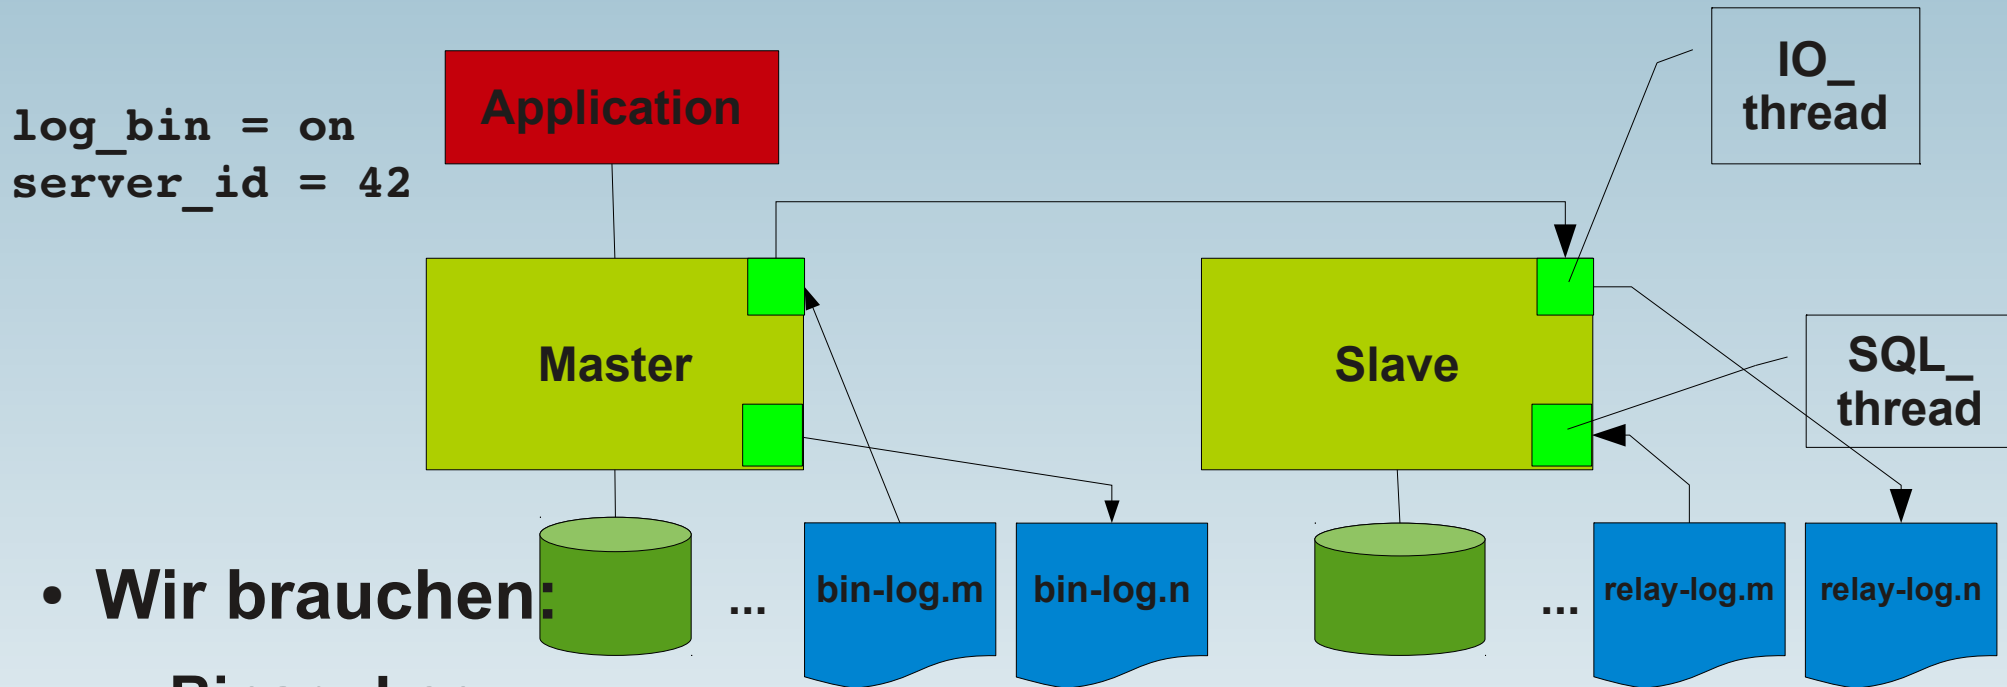 log_bin = on
server_id = 42
Application
IO_
thread
Master
Slave
SQL_
thread
• Wir brauchen:
...
bin-log.m
bin-log.n
...
relay-log.m
relay-log.n